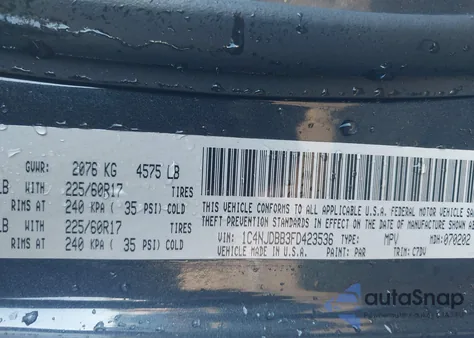 GVWR: 2076 KG 4575 LB
LB WITH 225/60R17 TIRES
RIMS AT 240 KPA ( 35 PSI) COLD
LB WITH 225/60R17 TIRES
RIMS AT 240 KPA ( 35 PSI) COLD
THIS VEHICLE CONFORMS TO ALL APPLICABLE U.S.A. FEDERAL MOTOR VEHICLE
THEFT PREVENTION STANDARDS IN EFFECT ON THE DATE OF MANUFACTURE
VIN: 1C4NJDBB3FD423536 TYPE: MPV MDH: 070202
VEHICLE MADE IN U.S.A. PAINT: PAR TRIM: C7DV
autoSnap